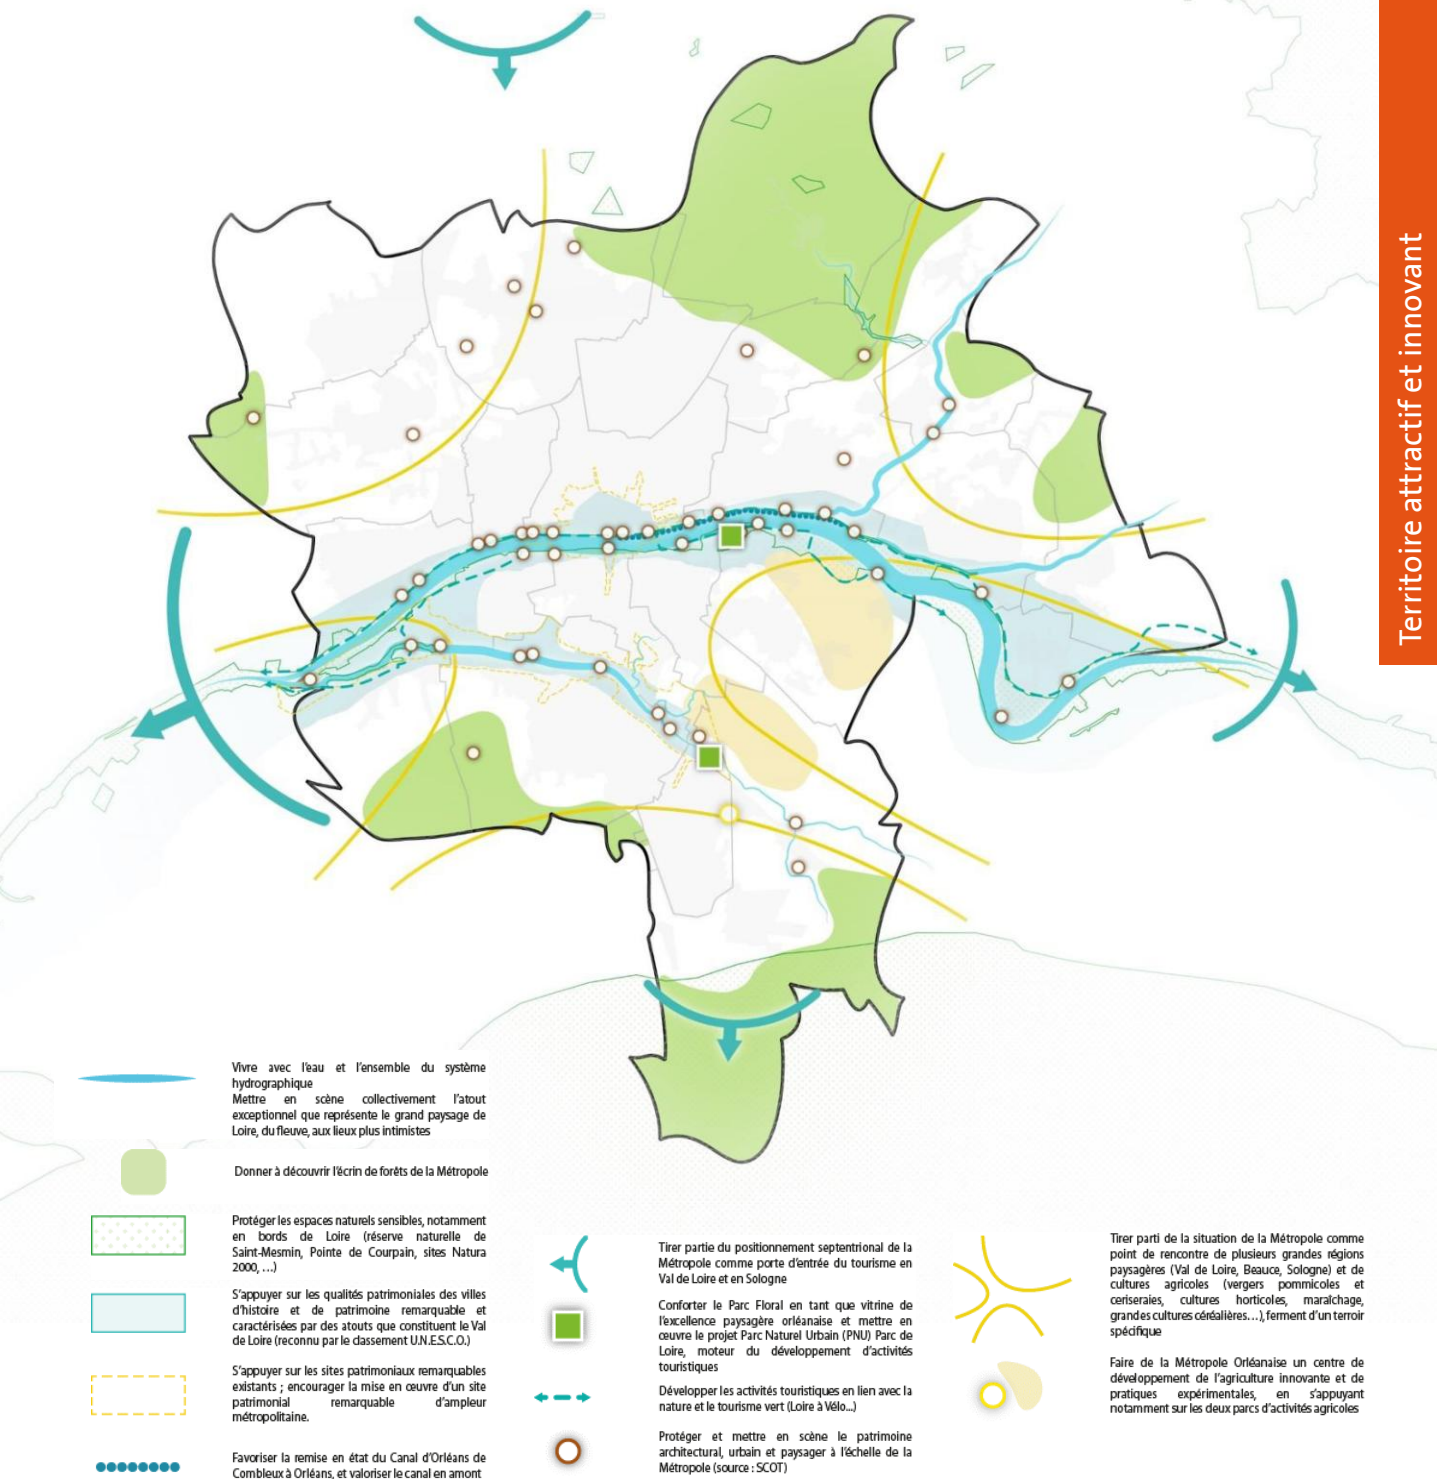 Territoire attractif et innovant
Vivre avec l'eau et l'ensemble du système
hydrographique
Mettre en scène collectivement l'atout
exceptionnel que représente le grand paysage de
Loire, du fleuve, aux lieux plus intimistes
Donner à découvrir l'écrin de forêts de la Métropole
Protéger les espaces naturels sensibles, notamment
en bords de Loire (réserve naturelle de
Saint-Mesmin, Pointe de Courpain, sites Natura
2000, ...)
S'appuyer sur les qualités patrimoniales des villes
d'histoire et de patrimoine remarquable et
caractérisées par des atouts que constituent le Val
de Loire (reconnu par le classement U.N.E.S.C.O.)
S'appuyer sur les sites patrimoniaux remarquables
existants ; encourager la mise en œuvre d'un site
patrimonial remarquable d'ampleur
métropolitaine.
Favoriser la remise en état du Canal d'Orléans de
Combleux à Orléans, et valoriser le canal en amont
Tirer partie du positionnement septentrional de la
Métropole comme porte d'entrée du tourisme en
Val de Loire et en Sologne
Conforter le Parc Floral en tant que vitrine de
l'excellence paysagère orléanaise et mettre en
œuvre le projet Parc Naturel Urbain (PNU) Parc de
Loire, moteur du développement d'activités
touristiques
Développer les activités touristiques en lien avec la
nature et le tourisme vert (Loire à Vélo...)
Protéger et mettre en scène le patrimoine
architectural, urbain et paysager à l'échelle de la
Métropole (source : SCOT)
Tirer parti de la situation de la Métropole comme
point de rencontre de plusieurs grandes régions
paysagères (Val de Loire, Beauce, Sologne) et de
cultures agricoles (vergers pommicoles et
ceriseraies, cultures horticoles, maraîchage,
grandes cultures céréalières...), ferment d'un terroir
spécifique
Faire de la Métropole Orléanaise un centre de
développement de l'agriculture innovante et de
pratiques expérimentales, en s'appuyant
notamment sur les deux parcs d'activités agricoles